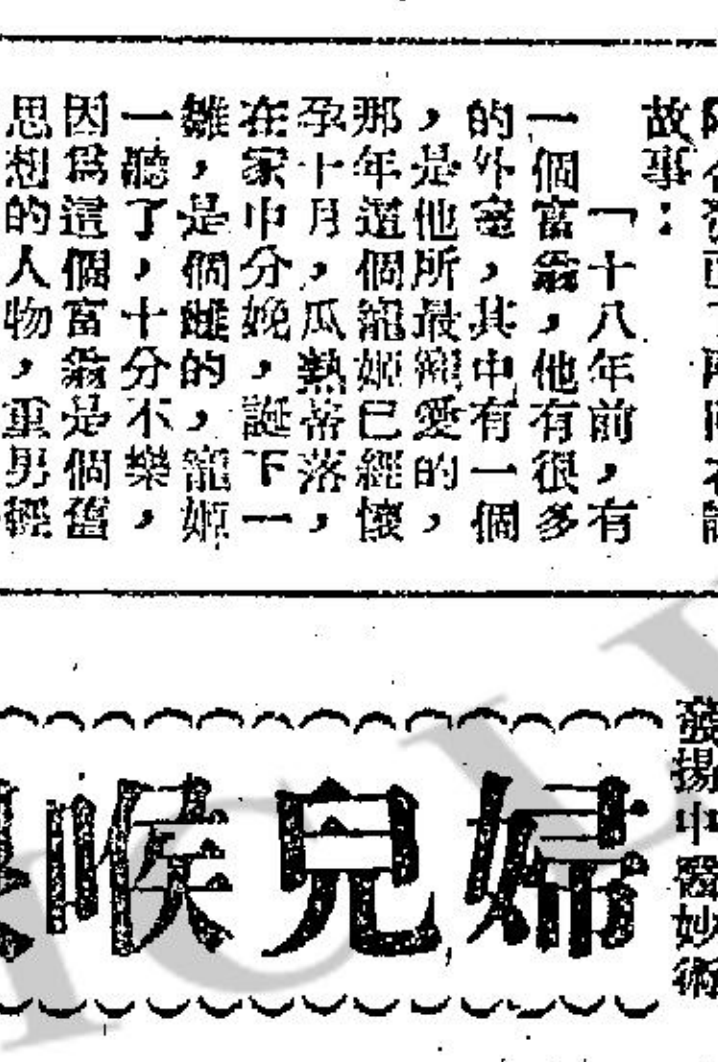 故事：
「十八年前，有
一個富翁，他有很多
的外室，其中有一個
，是他所最寵愛的，
那年這個寵姬已經懷
孕十月，瓜熟蒂落，
在家中分娩，誕下一
雛，是個雌的，寵姬
一聽了，十分不樂，
因爲這個富翁是個舊
思想的人物，重男輕
發揚中醫妙術
婦兒喉